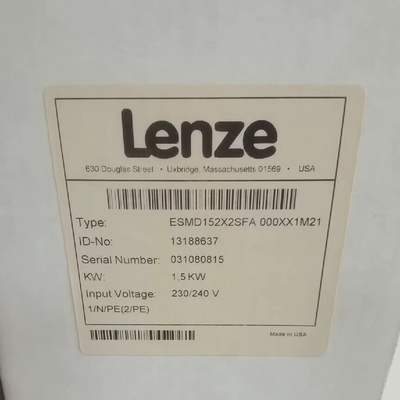 Lenze
630 Douglas Street • Uxbridge, Massachusetts 01569 • USA
Type: ESMD152X2SFA 000XX1M21
iD-No: 13188637
Serial Number: 031080815
KW: 1,5 KW
Input Voltage: 230/240 V
1/N/PE(2/PE)
Made in USA